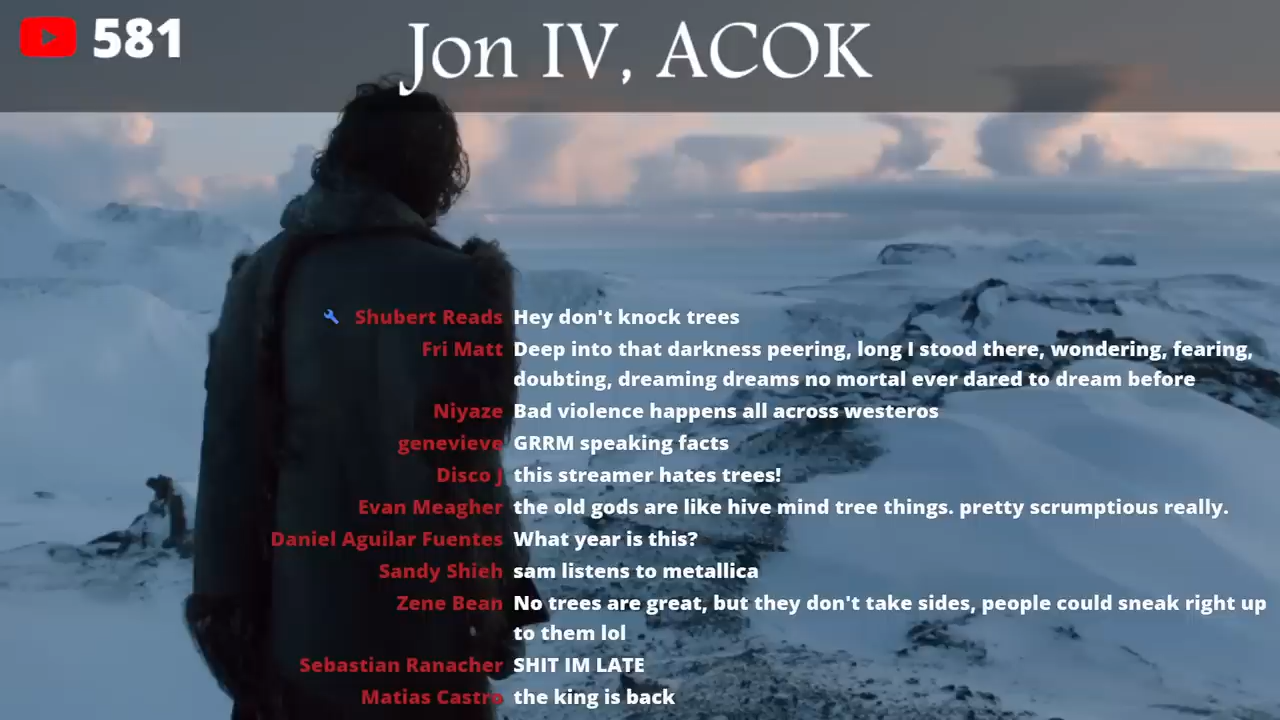 581
Jon IV, ACOK
Shubert Reads Hey don't knock trees
Fri Matt Deep into that darkness peering, long I stood there, wondering, fearing,
doubting, dreaming dreams no mortal ever dared to dream before
Niyaze Bad violence happens all across westeros
genevieve GRRM speaking facts
Disco J this streamer hates trees!
Evan Meagher the old gods are like hive mind tree things. pretty scrumptious really.
Daniel Aguilar Fuentes What year is this?
Sandy Shieh sam listens to metallica
Zene Bean No trees are great, but they don't take sides, people could sneak right up
to them lol
Sebastian Ranacher SHIT IM LATE
Matias Castro the king is back